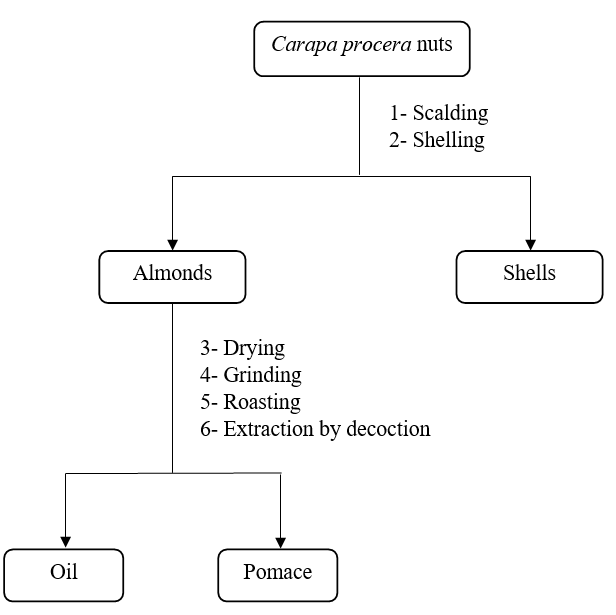 Carapa procera nuts
1- Scalding
2- Shelling
Almonds
Shells
3- Drying
4- Grinding
5- Roasting
6- Extraction by decoction
Oil
Pomace